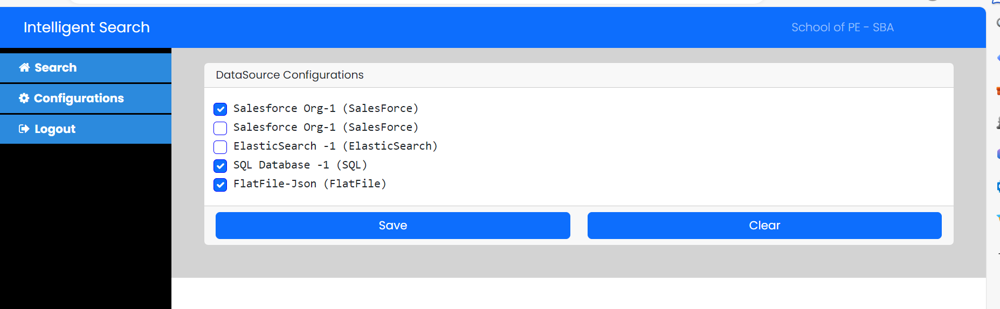 Intelligent Search
School of PE - SBA
Search
Configurations
Logout
DataSource Configurations
Salesforce Org-1 (SalesForce)
Salesforce Org-1 (SalesForce)
ElasticSearch -1 (ElasticSearch)
SQL Database -1 (SQL)
FlatFile-Json (FlatFile)
Save
Clear